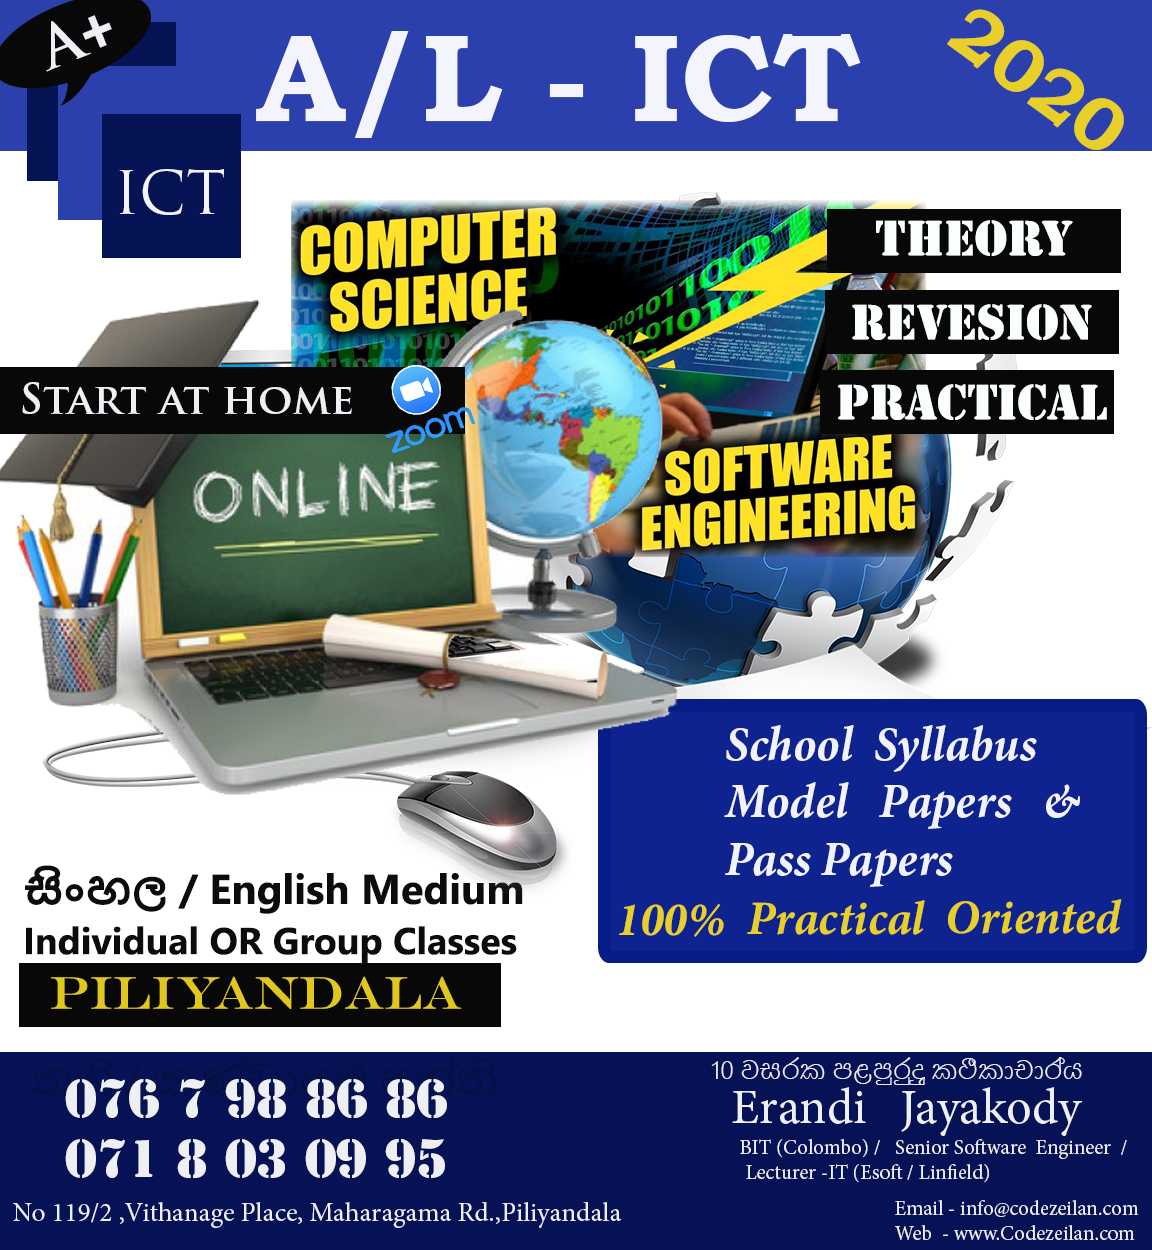 A+
A/L - ICT
2020
ICT
COMPUTER
SCIENCE
THEORY
REVESION
PRACTICAL
START AT HOME
zoom
ONLINE
SOFTWARE
ENGINEERING
School Syllabus
Model Papers &
Pass Papers
100% Practical Oriented
සිංහල / English Medium
Individual OR Group Classes
PILIYANDALA
076 7 98 86 86
071 8 03 09 95
No 119/2 ,Vithanage Place, Maharagama Rd.,Piliyandala
10 වසරක පළපුරුදු කථිකාචාර්ය
Erandi Jayakody
BIT (Colombo) / Senior Software Engineer /
Lecturer -IT (Esoft / Linfield)
Email - info@codezeilan.com
Web - www.Codezeilan.com